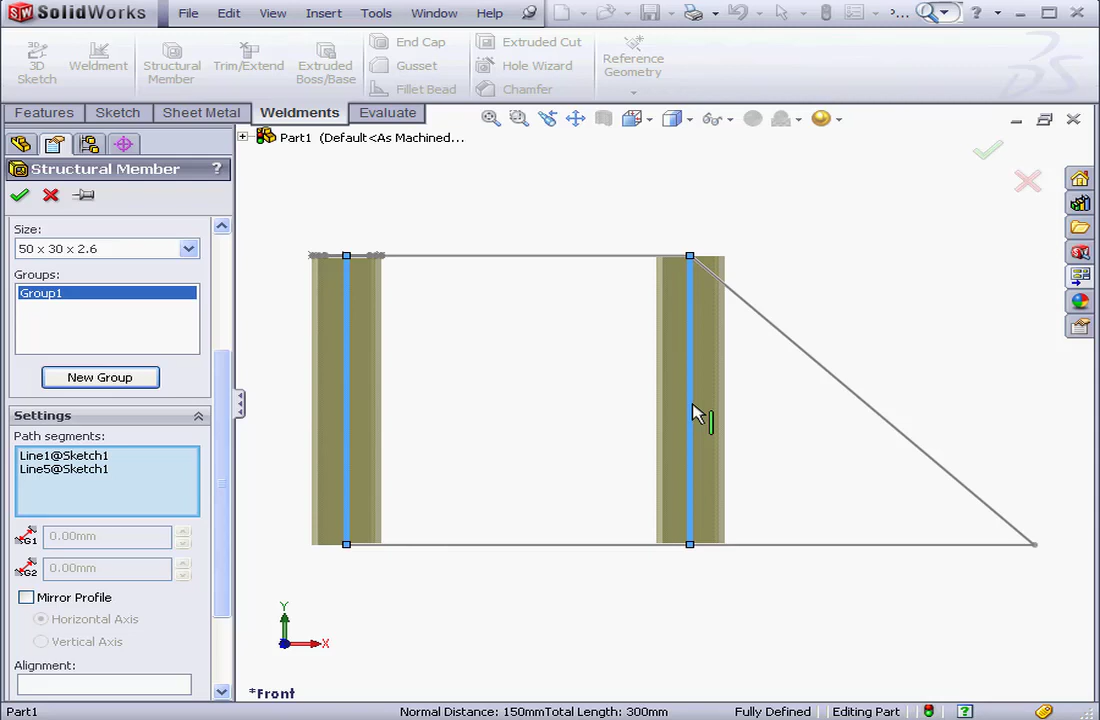 SolidWorks File Edit View Insert Tools Window Help ...
3D Sketch
Weldment
Structural Member
Trim/Extend
Extruded Boss/Base
End Cap
Gusset
Fillet Bead
Extruded Cut
Hole Wizard
Chamfer
Reference Geometry
Features Sketch Sheet Metal Weldments Evaluate
Part1 (Default<As Machined...
Structural Member ?
Size:
50 x 30 x 2.6
Groups:
Group1
New Group
Settings
Path segments:
Line1@Sketch1
Line5@Sketch1
G1 0.00mm
G2 0.00mm
Mirror Profile
Horizontal Axis
Vertical Axis
Alignment:
Y
X
*Front
Part1 Normal Distance: 150mmTotal Length: 300mm Fully Defined Editing Part ?